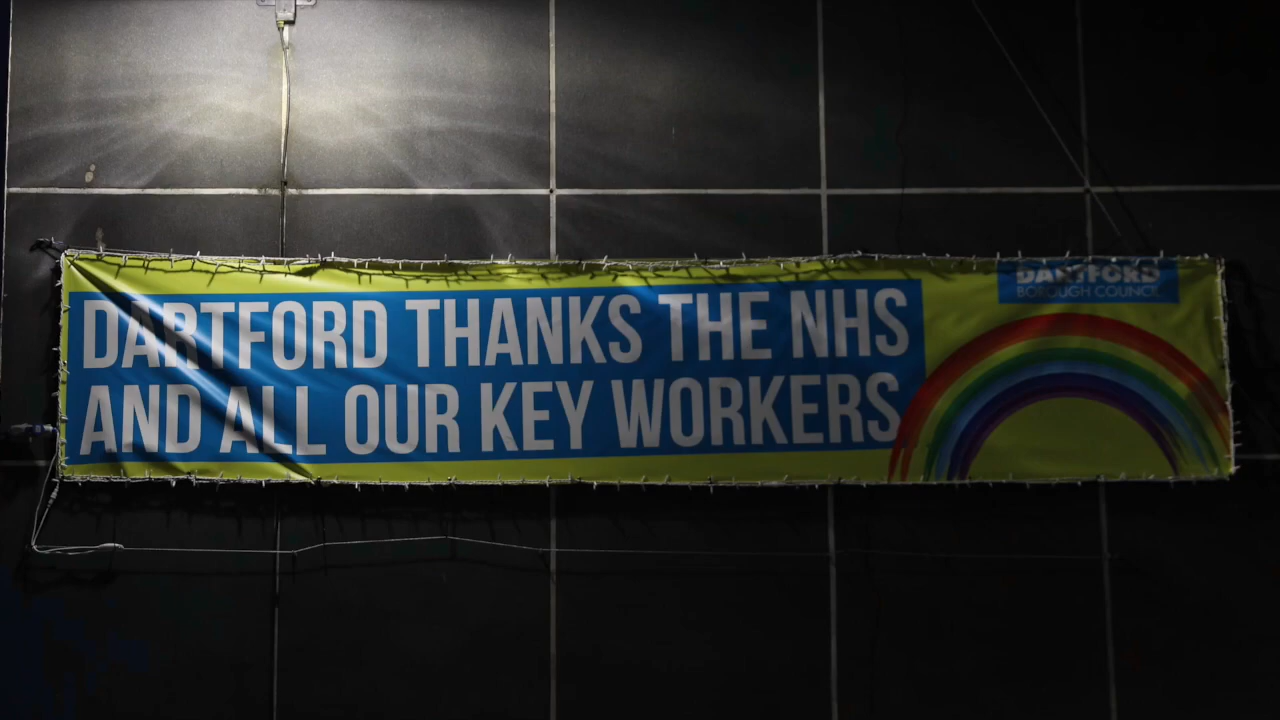 DARTFORD
BOROUGH COUNCIL
DARTFORD THANKS THE NHS
AND ALL OUR KEY WORKERS